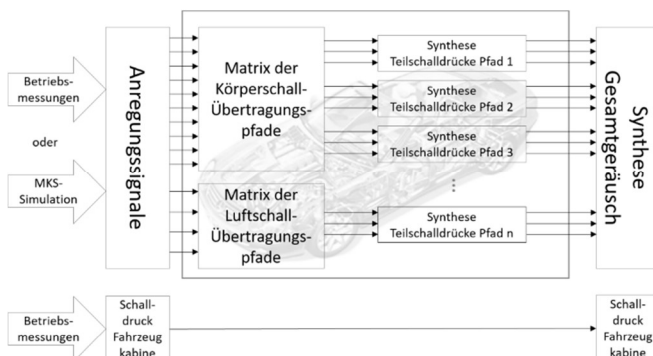 Betriebs-
messungen
oder
MKS-
Simulation
Anregungssignale
Matrix der
Körperschall-
Übertragungs-
pfade
Matrix der
Luftschall-
Übertragungs-
pfade
Synthese
Teilschalldrücke Pfad 1
Synthese
Teilschalldrücke Pfad 2
Synthese
Teilschalldrücke Pfad 3
...
Synthese
Teilschalldrücke Pfad n
Synthese
Gesamtgeräusch
Betriebs-
messungen
Schall-
druck
Fahrzeug
kabine
Schall-
druck
Fahrzeug
kabine